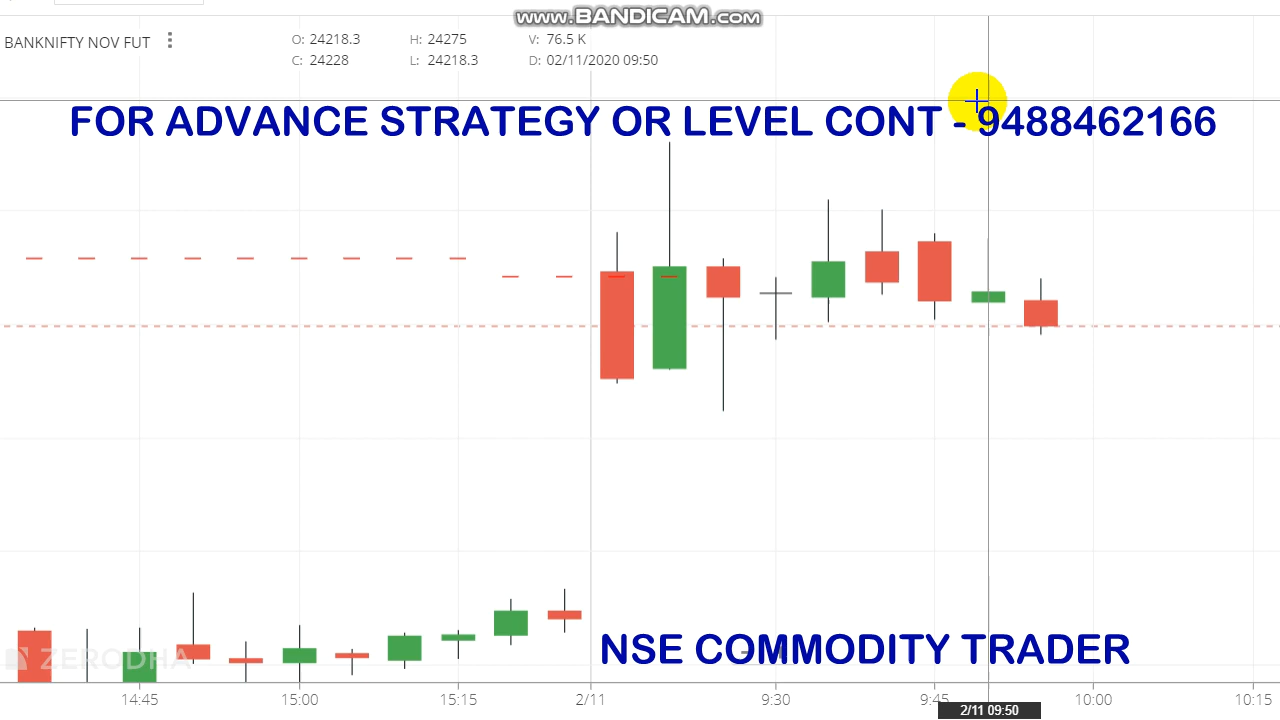 www.BANDICAM.com
BANKNIFTY NOV FUT
O: 24218.3 H: 24275 V: 76.5 K
C: 24228 L: 24218.3 D: 02/11/2020 09:50
FOR ADVANCE STRATEGY OR LEVEL CONT - 9488462166
NSE COMMODITY TRADER
ZERODHA
14:45 15:00 15:15 2/11 9:30 9:45 10:00 10:15
2/11 09:50